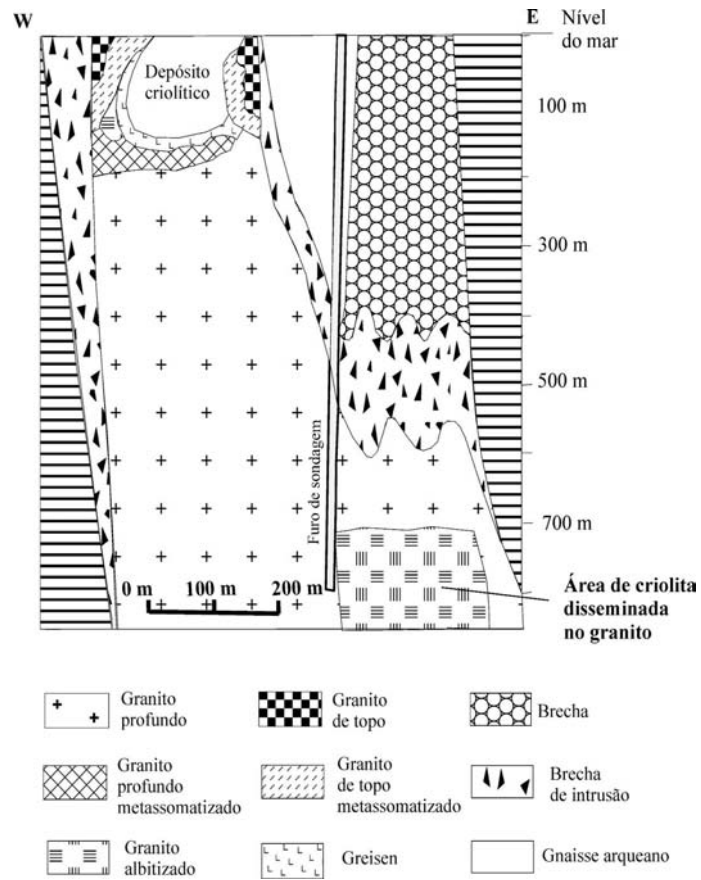 W
E
Nível
do mar
Depósito
criolítico
100 m
300 m
500 m
Furo de sondagem
700 m
0 m
100 m
200 m
Área de criolita
disseminada
no granito
Granito
profundo
Granito
de topo
Brecha
Granito
profundo
metassomatizado
Granito
de topo
metassomatizado
Brecha
de intrusão
Granito
albitizado
Greisen
Gnaisse arqueano